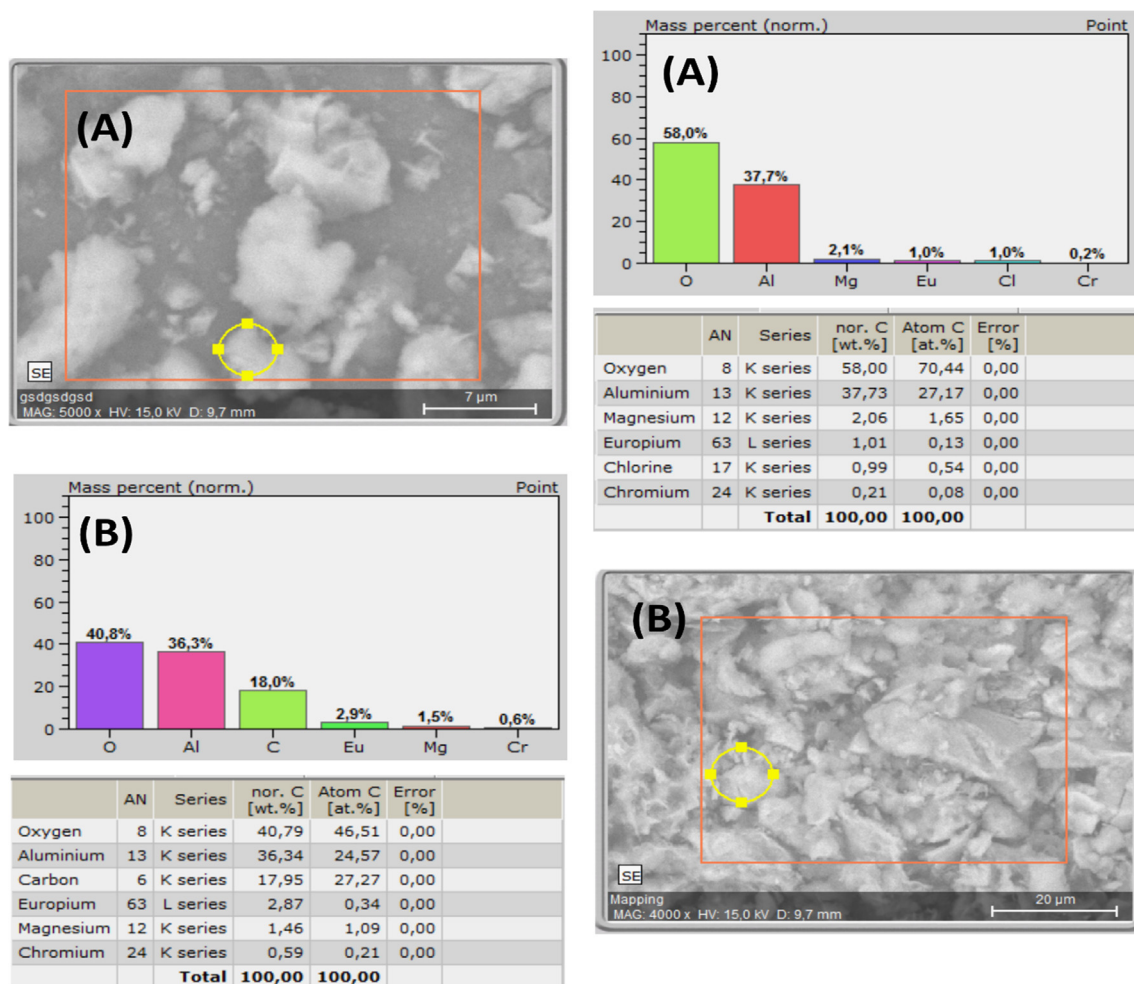 (A)
SE
gsdgsdgsd
MAG: 5000 x HV: 15,0 kV D: 9,7 mm
7 µm
Mass percent (norm.) Point
(A)
100
80
60
40
20
0
58,0%
37,7%
2,1%
1,0%
1,0%
0,2%
O Al Mg Eu Cl Cr
AN Series nor. C [wt.%] Atom C [at.%] Error [%]
Oxygen 8 K series 58,00 70,44 0,00
Aluminium 13 K series 37,73 27,17 0,00
Magnesium 12 K series 2,06 1,65 0,00
Europium 63 L series 1,01 0,13 0,00
Chlorine 17 K series 0,99 0,54 0,00
Chromium 24 K series 0,21 0,08 0,00
Total 100,00 100,00
Mass percent (norm.) Point
(B)
100
80
60
40
20
0
40,8%
36,3%
18,0%
2,9%
1,5%
0,6%
O Al C Eu Mg Cr
AN Series nor. C [wt.%] Atom C [at.%] Error [%]
Oxygen 8 K series 40,79 46,51 0,00
Aluminium 13 K series 36,34 24,57 0,00
Carbon 6 K series 17,95 27,27 0,00
Europium 63 L series 2,87 0,34 0,00
Magnesium 12 K series 1,46 1,09 0,00
Chromium 24 K series 0,59 0,21 0,00
Total 100,00 100,00
(B)
SE
Mapping
MAG: 4000 x HV: 15,0 kV D: 9,7 mm
20 µm